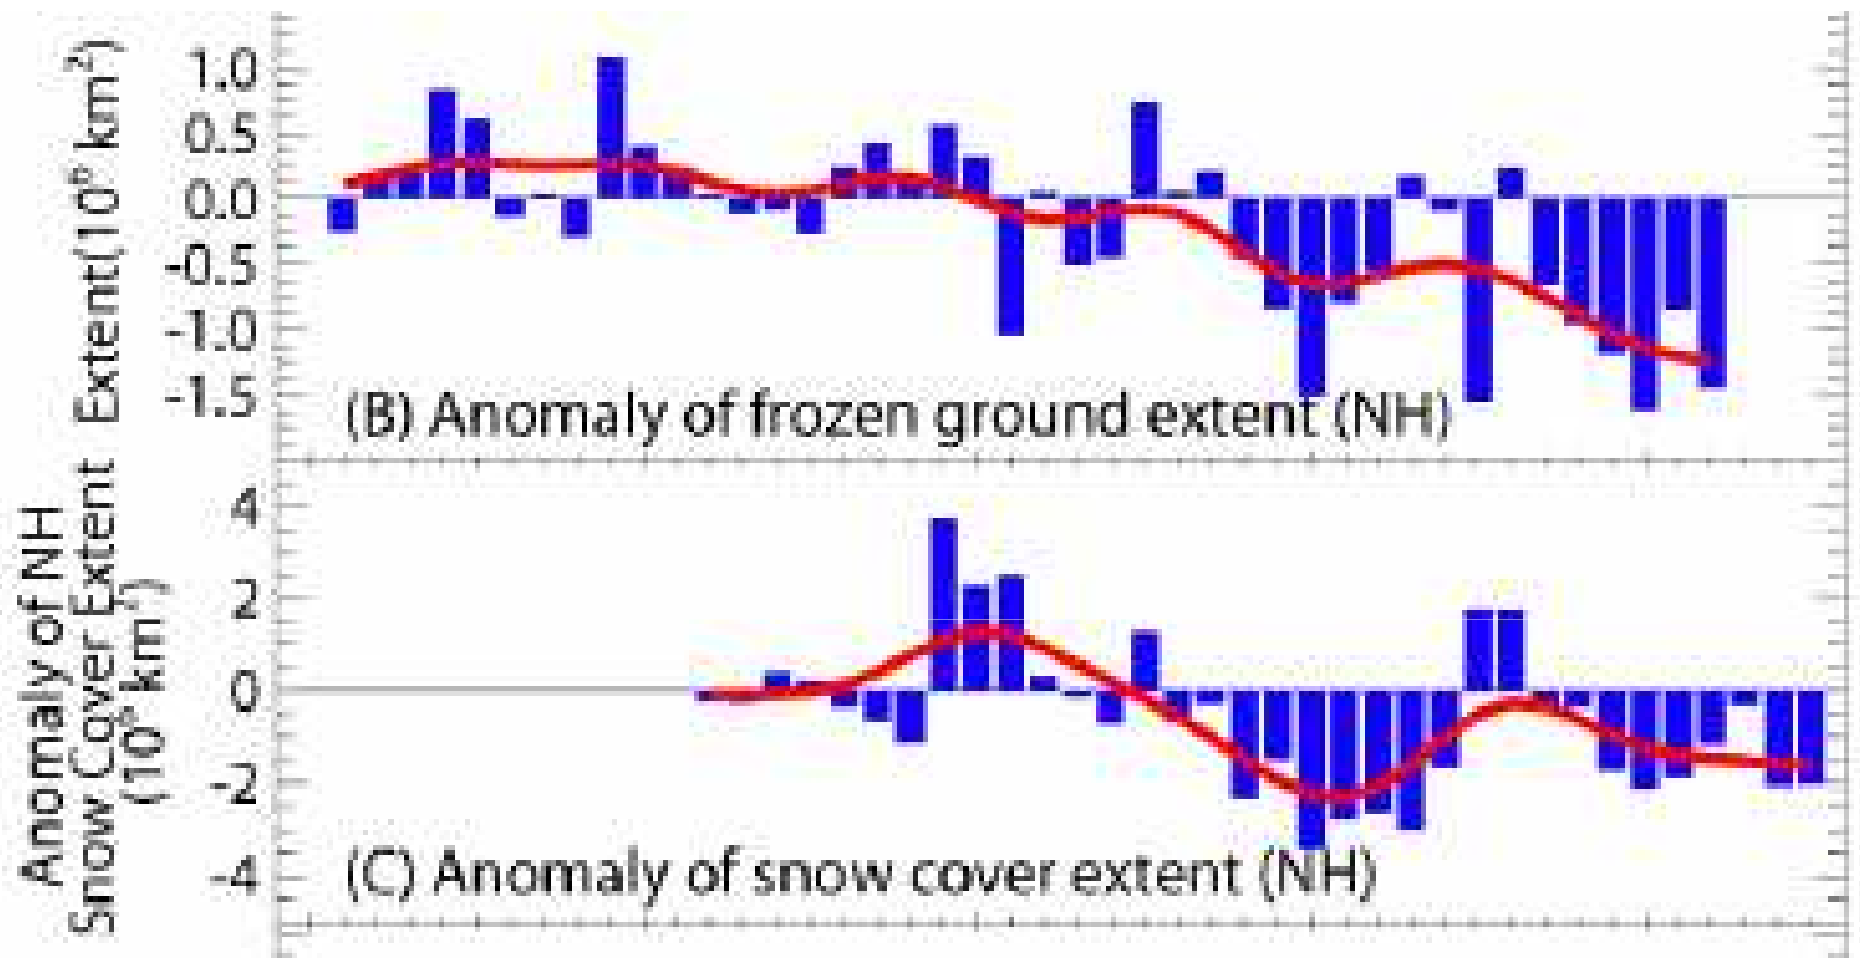 Extent(10⁶ km²)
1.0
0.5
0.0
-0.5
-1.0
-1.5
(B) Anomaly of frozen ground extent (NH)
Anomaly of NH
Snow Cover Extent
(10⁶ km²)
4
2
0
-2
-4
(C) Anomaly of snow cover extent (NH)